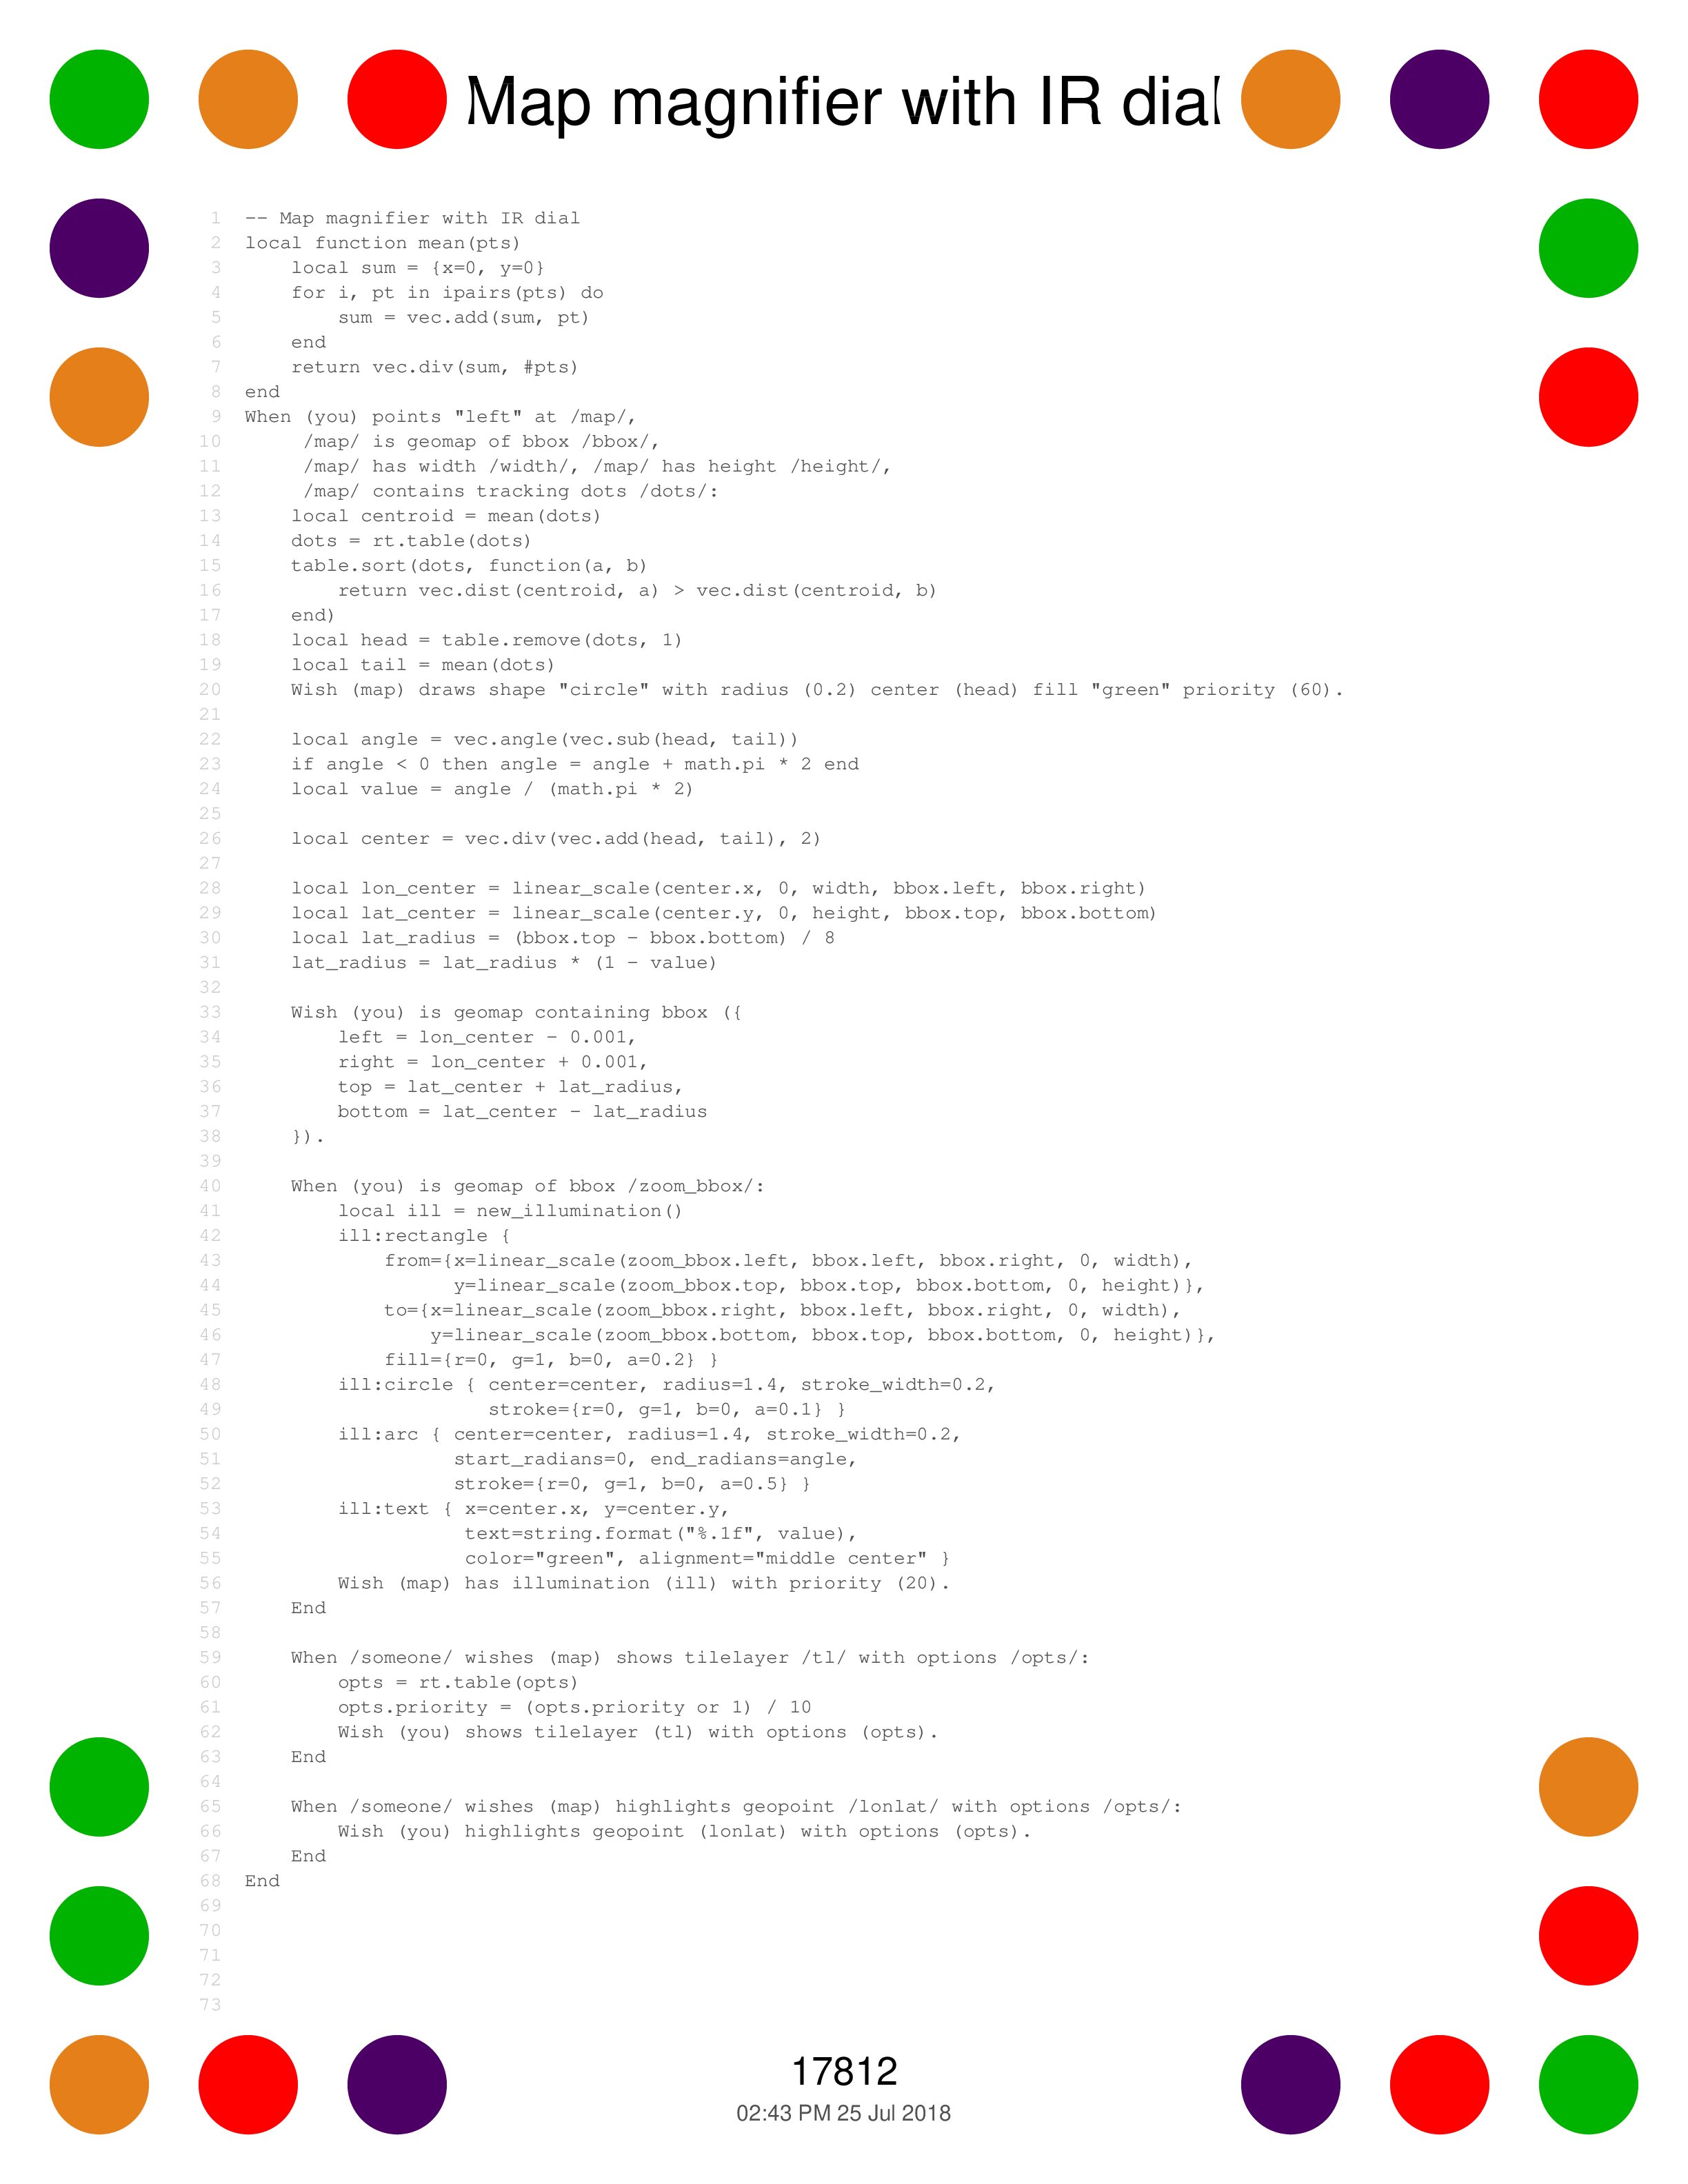 Map magnifier with IR dial
1 -- Map magnifier with IR dial
2 local function mean(pts)
3     local sum = {x=0, y=0}
4     for i, pt in ipairs(pts) do
5         sum = vec.add(sum, pt)
6     end
7     return vec.div(sum, #pts)
8 end
9 When (you) points "left" at /map/,
10      /map/ is geomap of bbox /bbox/,
11      /map/ has width /width/, /map/ has height /height/,
12      /map/ contains tracking dots /dots/:
13     local centroid = mean(dots)
14     dots = rt.table(dots)
15     table.sort(dots, function(a, b)
16         return vec.dist(centroid, a) > vec.dist(centroid, b)
17     end)
18     local head = table.remove(dots, 1)
19     local tail = mean(dots)
20     Wish (map) draws shape "circle" with radius (0.2) center (head) fill "green" priority (60).
21
22     local angle = vec.angle(vec.sub(head, tail))
23     if angle < 0 then angle = angle + math.pi * 2 end
24     local value = angle / (math.pi * 2)
25
26     local center = vec.div(vec.add(head, tail), 2)
27
28     local lon_center = linear_scale(center.x, 0, width, bbox.left, bbox.right)
29     local lat_center = linear_scale(center.y, 0, height, bbox.top, bbox.bottom)
30     local lat_radius = (bbox.top - bbox.bottom) / 8
31     lat_radius = lat_radius * (1 - value)
32
33     Wish (you) is geomap containing bbox ({
34         left = lon_center - 0.001,
35         right = lon_center + 0.001,
36         top = lat_center + lat_radius,
37         bottom = lat_center - lat_radius
38     }).
39
40     When (you) is geomap of bbox /zoom_bbox/:
41         local ill = new_illumination()
42         ill:rectangle {
43             from={x=linear_scale(zoom_bbox.left, bbox.left, bbox.right, 0, width),
44                   y=linear_scale(zoom_bbox.top, bbox.top, bbox.bottom, 0, height)},
45             to={x=linear_scale(zoom_bbox.right, bbox.left, bbox.right, 0, width),
46                 y=linear_scale(zoom_bbox.bottom, bbox.top, bbox.bottom, 0, height)},
47             fill={r=0, g=1, b=0, a=0.2} }
48         ill:circle { center=center, radius=1.4, stroke_width=0.2,
49                      stroke={r=0, g=1, b=0, a=0.1} }
50         ill:arc { center=center, radius=1.4, stroke_width=0.2,
51                   start_radians=0, end_radians=angle,
52                   stroke={r=0, g=1, b=0, a=0.5} }
53         ill:text { x=center.x, y=center.y,
54                    text=string.format("%.1f", value),
55                    color="green", alignment="middle center" }
56         Wish (map) has illumination (ill) with priority (20).
57     End
58
59     When /someone/ wishes (map) shows tilelayer /tl/ with options /opts/:
60         opts = rt.table(opts)
61         opts.priority = (opts.priority or 1) / 10
62         Wish (you) shows tilelayer (tl) with options (opts).
63     End
64
65     When /someone/ wishes (map) highlights geopoint /lonlat/ with options /opts/:
66         Wish (you) highlights geopoint (lonlat) with options (opts).
67     End
68 End
69
70
71
72
73
17812
02:43 PM 25 Jul 2018